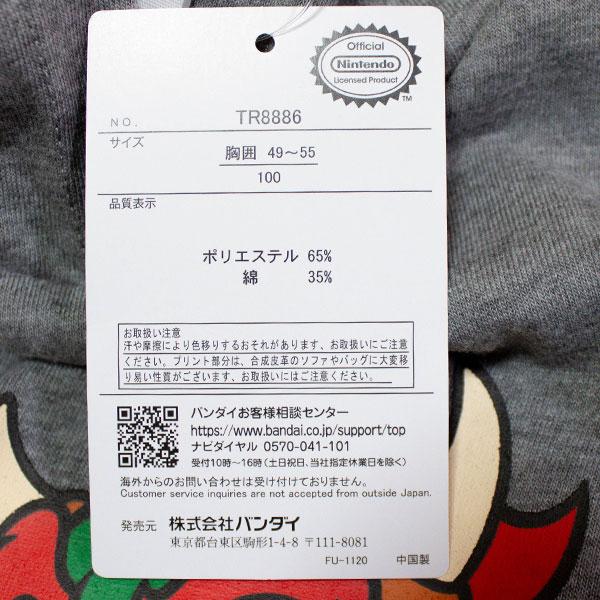 Official
Nintendo
Licensed Product
TM
NO. TR8886
サイズ
胸囲 49～55
100
品質表示
ポリエステル 65%
綿 35%
お取扱い注意
汗や摩擦により色移りするおそれがあります、お取扱いにご注意
ください。プリント部分は、合成皮革のソファやバッグに大変移
り易い性質がございます、お取扱いにはご注意ください。
バンダイお客様相談センター
https://www.bandai.co.jp/support/top
ナビダイヤル 0570-041-101
受付10時～16時(土日祝日、当社指定休業日を除く)
海外からのお問い合わせは受け付けておりません。
Customer service inquiries are not accepted from outside Japan.
発売元 株式会社バンダイ
東京都台東区駒形1-4-8 〒111-8081
FU-1120 中国製